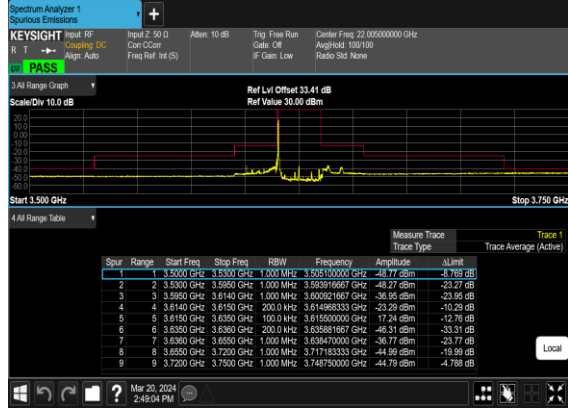 Spectrum Analyzer 1
Spurious Emissions
+
KEYSIGHT Input: RF Input Z: 50 Ω Atten: 10 dB Trig: Free Run Center Freq: 22.005000000 GHz
R T Coupling: DC Corr CCorr Gate: Off Avg|Hold: 100/100
Align: Auto Freq Ref: Int (S) IF Gain: Low Radio Std: None
PASS
3 All Range Graph
Ref Lvl Offset 33.41 dB
Scale/Div 10.0 dB Ref Value 30.00 dBm
20.0
10.0
0.00
-10.0
-20.0
-30.0
-40.0
-50.0
-60.0
Start 3.500 GHz Stop 3.750 GHz
4 All Range Table
Measure Trace Trace 1
Trace Type Trace Average (Active)
Spur Range Start Freq Stop Freq RBW Frequency Amplitude ΔLimit
1 1 3.5000 GHz 3.5300 GHz 1.000 MHz 3.505100000 GHz -48.77 dBm -8.769 dB
2 2 3.5300 GHz 3.5950 GHz 1.000 MHz 3.593916667 GHz -48.27 dBm -23.27 dB
3 3 3.5950 GHz 3.6140 GHz 1.000 MHz 3.600921667 GHz -36.95 dBm -23.95 dB
4 4 3.6140 GHz 3.6150 GHz 200.0 kHz 3.614968333 GHz -23.29 dBm -10.29 dB
5 5 3.6150 GHz 3.6350 GHz 100.0 kHz 3.615500000 GHz 17.24 dBm -12.76 dB
6 6 3.6350 GHz 3.6360 GHz 200.0 kHz 3.635881667 GHz -46.31 dBm -33.31 dB
7 7 3.6360 GHz 3.6550 GHz 1.000 MHz 3.638470000 GHz -36.77 dBm -23.77 dB
8 8 3.6550 GHz 3.7200 GHz 1.000 MHz 3.717183333 GHz -44.99 dBm -19.99 dB
9 9 3.7200 GHz 3.7500 GHz 1.000 MHz 3.748750000 GHz -44.79 dBm -4.788 dB
Local
? Mar 20, 2024
2:49:04 PM